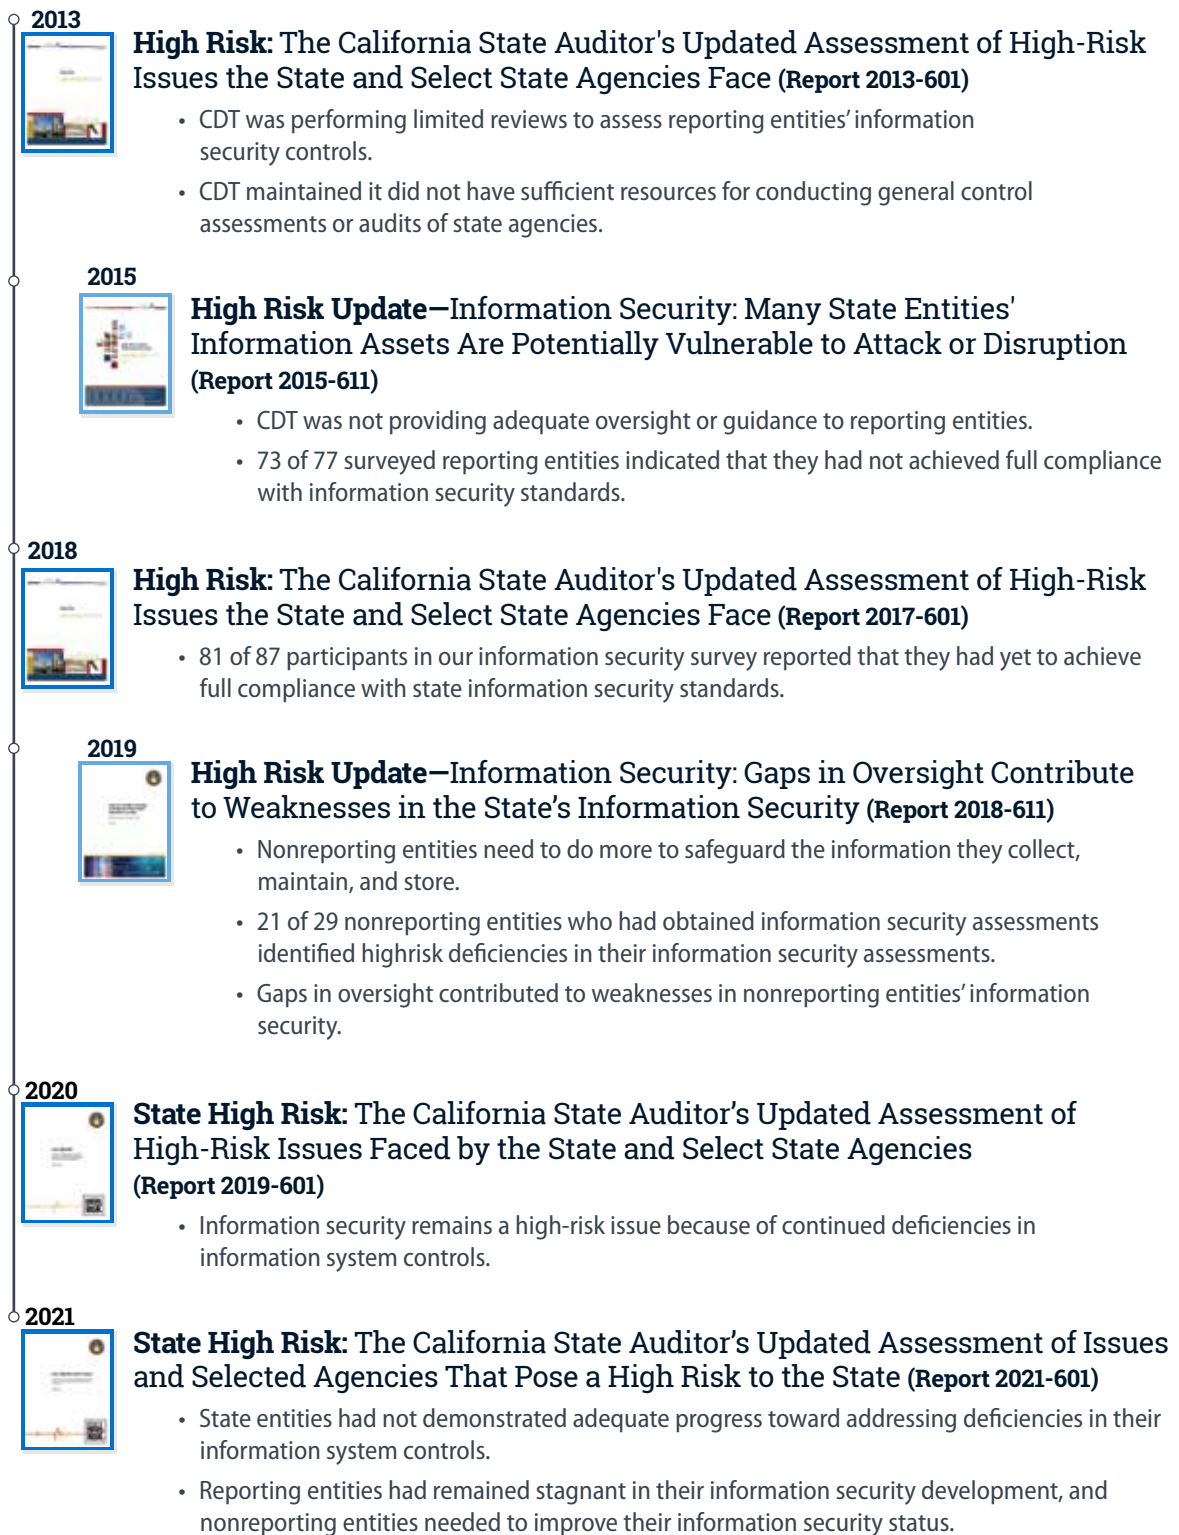 2013
High Risk: The California State Auditor's Updated Assessment of High-Risk
Issues the State and Select State Agencies Face (Report 2013-601)
• CDT was performing limited reviews to assess reporting entities’ information
security controls.
• CDT maintained it did not have sufficient resources for conducting general control
assessments or audits of state agencies.
2015
High Risk Update—Information Security: Many State Entities'
Information Assets Are Potentially Vulnerable to Attack or Disruption
(Report 2015-611)
• CDT was not providing adequate oversight or guidance to reporting entities.
• 73 of 77 surveyed reporting entities indicated that they had not achieved full compliance
with information security standards.
2018
High Risk: The California State Auditor's Updated Assessment of High-Risk
Issues the State and Select State Agencies Face (Report 2017-601)
• 81 of 87 participants in our information security survey reported that they had yet to achieve
full compliance with state information security standards.
2019
High Risk Update—Information Security: Gaps in Oversight Contribute
to Weaknesses in the State’s Information Security (Report 2018-611)
• Nonreporting entities need to do more to safeguard the information they collect,
maintain, and store.
• 21 of 29 nonreporting entities who had obtained information security assessments
identified highrisk deficiencies in their information security assessments.
• Gaps in oversight contributed to weaknesses in nonreporting entities’ information
security.
2020
State High Risk: The California State Auditor’s Updated Assessment of
High-Risk Issues Faced by the State and Select State Agencies
(Report 2019-601)
• Information security remains a high-risk issue because of continued deficiencies in
information system controls.
2021
State High Risk: The California State Auditor’s Updated Assessment of Issues
and Selected Agencies That Pose a High Risk to the State (Report 2021-601)
• State entities had not demonstrated adequate progress toward addressing deficiencies in their
information system controls.
• Reporting entities had remained stagnant in their information security development, and
nonreporting entities needed to improve their information security status.